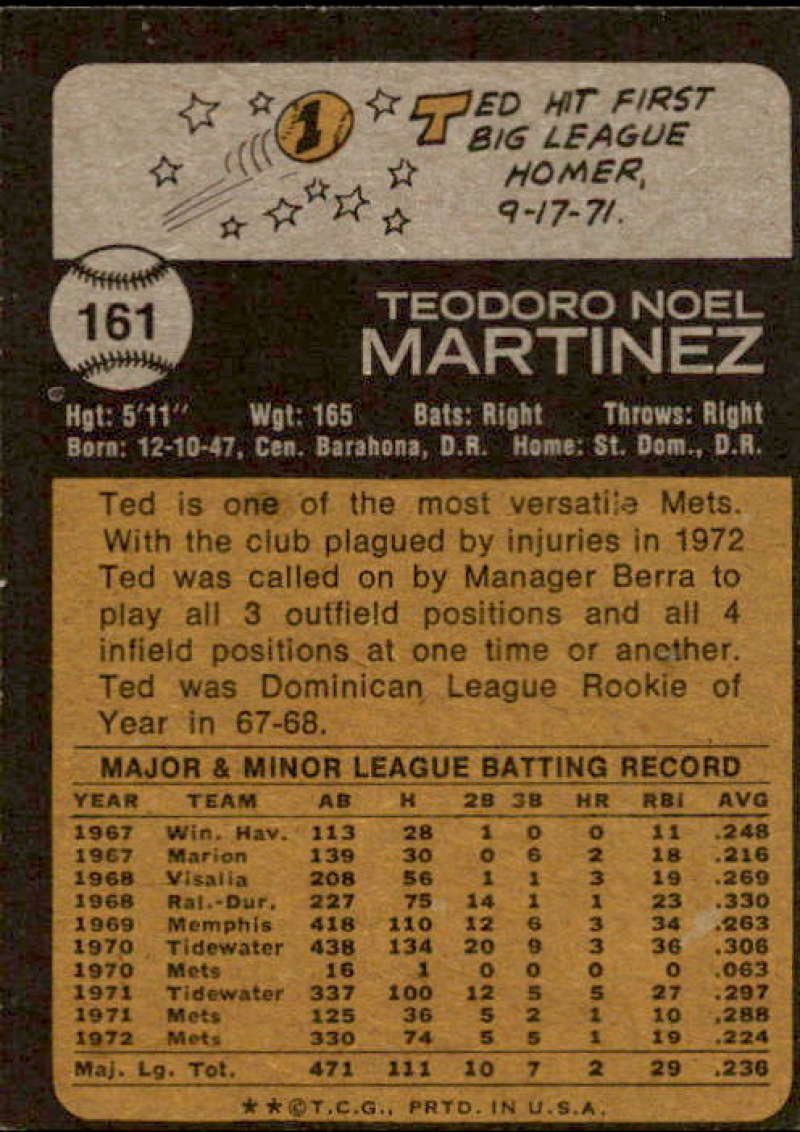 1
TED HIT FIRST
BIG LEAGUE
HOMER,
9-17-71.
161
TEODORO NOEL
MARTINEZ
Hgt: 5'11" Wgt: 165 Bats: Right Throws: Right
Born: 12-10-47, Cen. Barahona, D.R. Home: St. Dom., D.R.
Ted is one of the most versatile Mets.
With the club plagued by injuries in 1972
Ted was called on by Manager Berra to
play all 3 outfield positions and all 4
infield positions at one time or another.
Ted was Dominican League Rookie of
Year in 67-68.
MAJOR & MINOR LEAGUE BATTING RECORD
YEAR TEAM AB H 2B 3B HR RBI AVG
1967 Win. Hav. 113 28 1 0 0 11 .248
1967 Marion 139 30 0 6 2 18 .216
1968 Visalia 208 56 1 1 3 19 .269
1968 Ral.-Dur. 227 75 14 1 1 23 .330
1969 Memphis 418 110 12 6 3 34 .263
1970 Tidewater 438 134 20 9 3 36 .306
1970 Mets 16 1 0 0 0 0 .063
1971 Tidewater 337 100 12 5 5 27 .297
1971 Mets 125 36 5 2 1 10 .288
1972 Mets 330 74 5 5 1 19 .224
Maj. Lg. Tot. 471 111 10 7 2 29 .236
★★©T.C.G., PRTD. IN U.S.A.